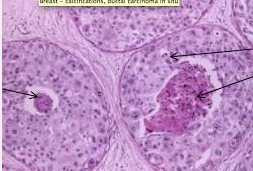 Breast – calcifications, ductal carcinoma in situ